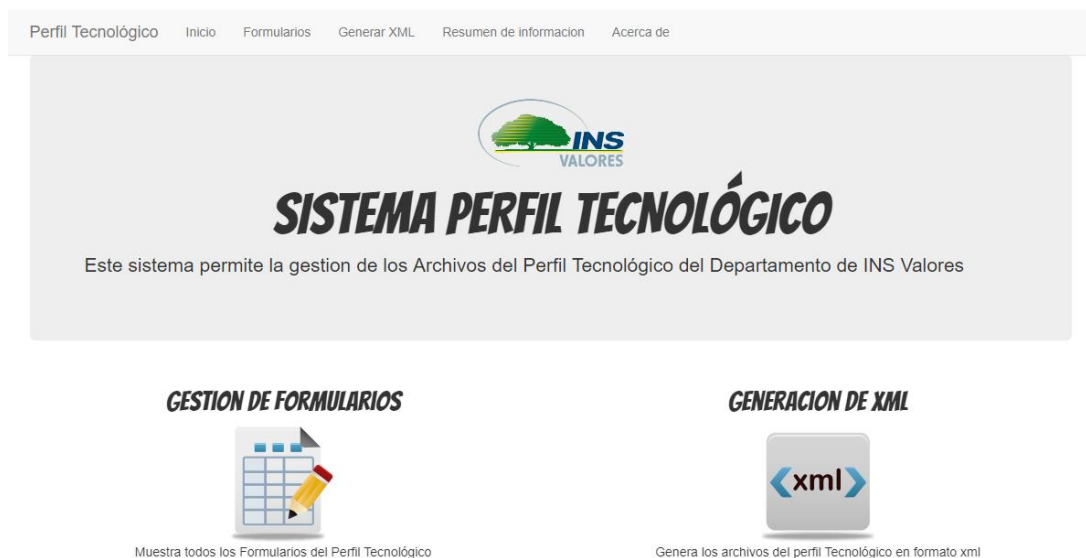 Perfil Tecnológico Inicio Formularios Generar XML Resumen de informacion Acerca de
INS
VALORES
SISTEMA PERFIL TECNOLÓGICO
Este sistema permite la gestion de los Archivos del Perfil Tecnológico del Departamento de INS Valores
GESTION DE FORMULARIOS
GENERACION DE XML
xml
Muestra todos los Formularios del Perfil Tecnológico
Genera los archivos del perfil Tecnológico en formato xml